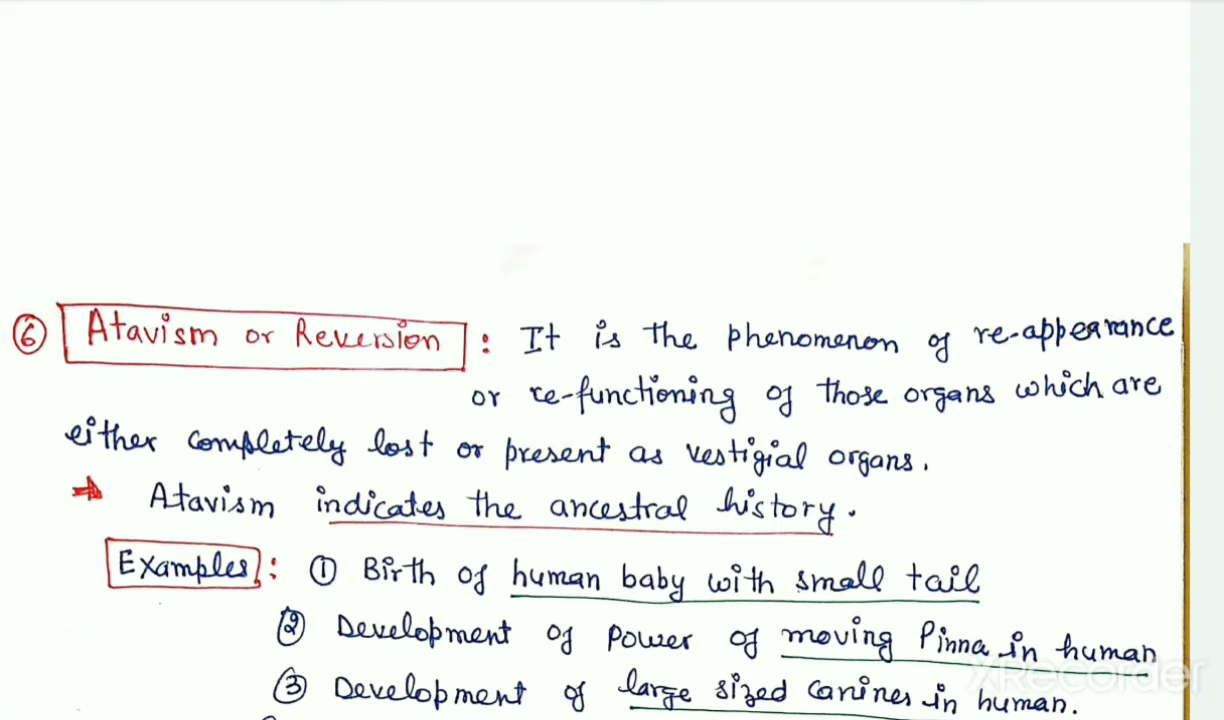 ⑥ Atavism or Reversion : It is the phenomenon of re-appearance
or re-functioning of those organs which are
either completely lost or present as vestigial organs.
→ Atavism indicates the ancestral history.
Examples : ① Birth of human baby with small tail
② Development of Power of moving Pinna in human
③ Development of large sized canines in human.
XRecorder